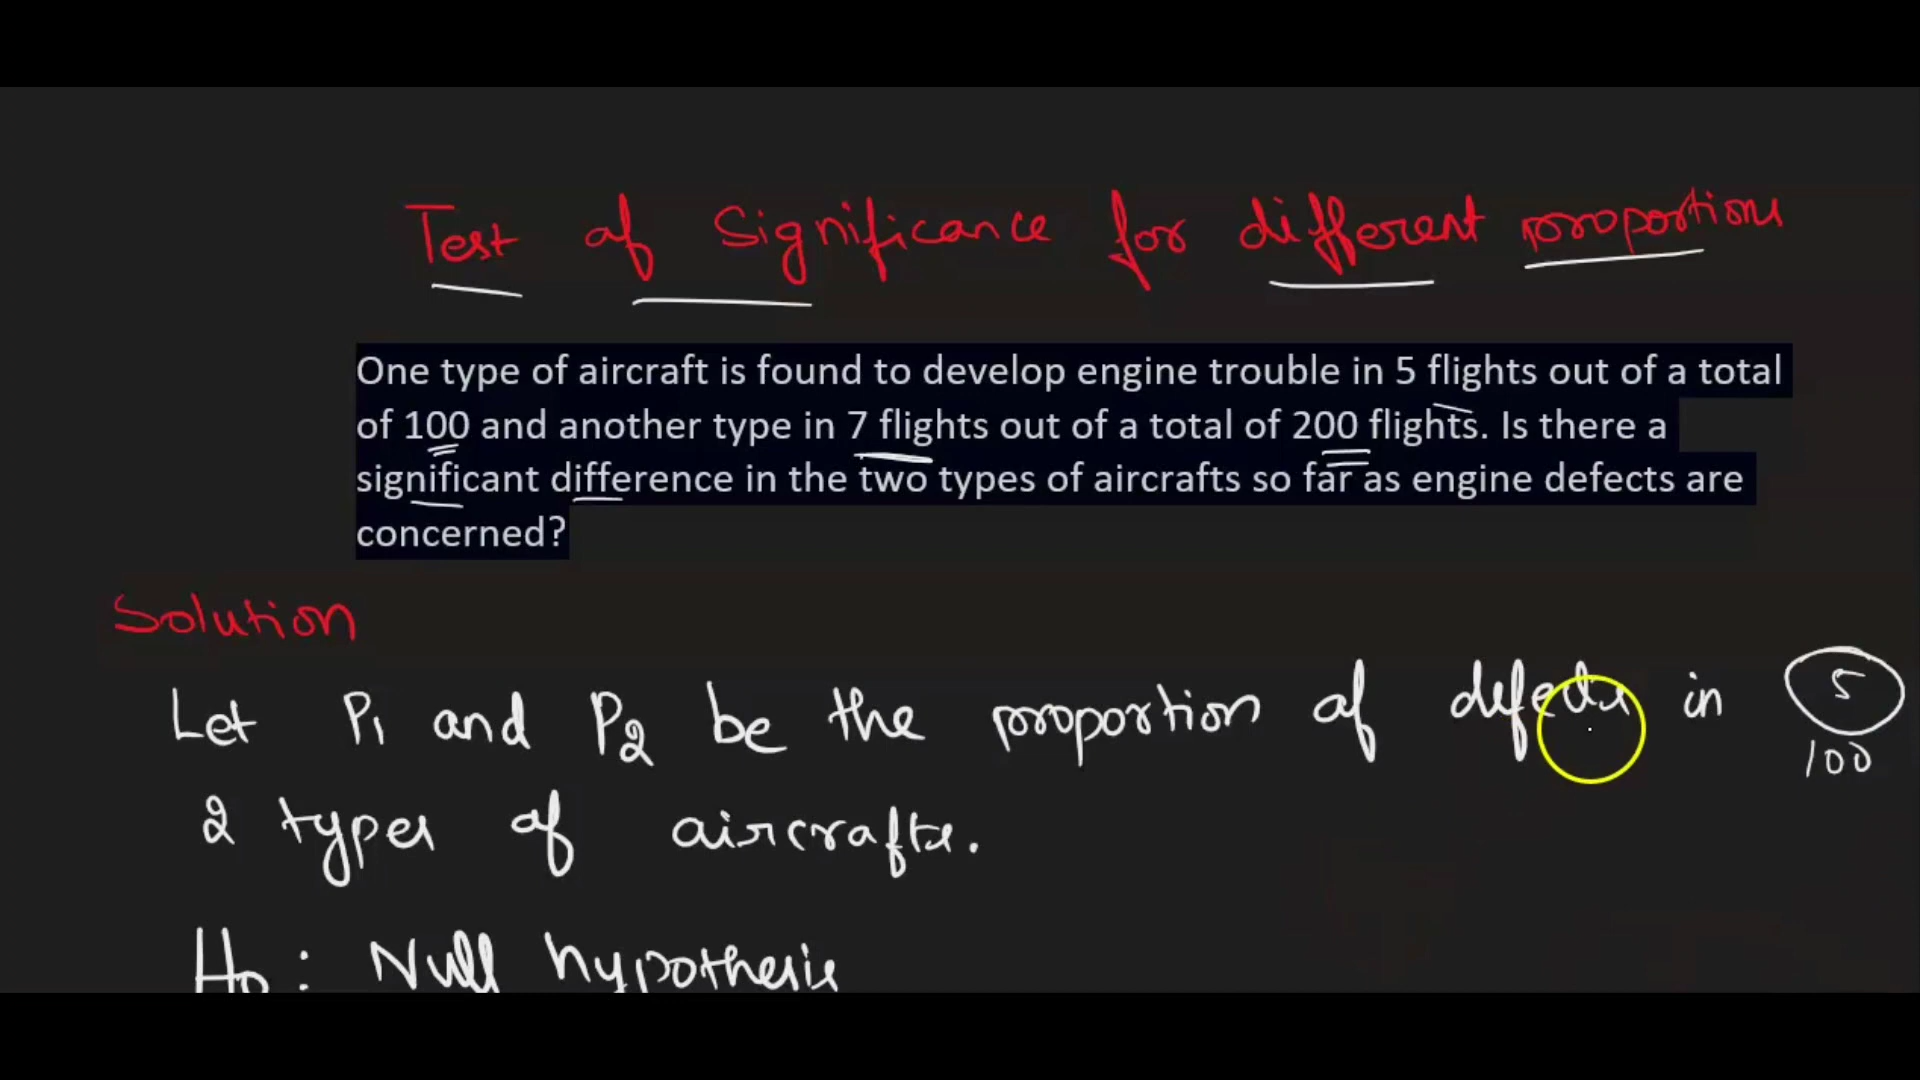 Test of Significance for different proportions
One type of aircraft is found to develop engine trouble in 5 flights out of a total
of 100 and another type in 7 flights out of a total of 200 flights. Is there a
significant difference in the two types of aircrafts so far as engine defects are
concerned?
Solution
Let P1 and P2 be the proportion of defects in
5
100
2 types of aircrafts.
H0 : Null hypothesis